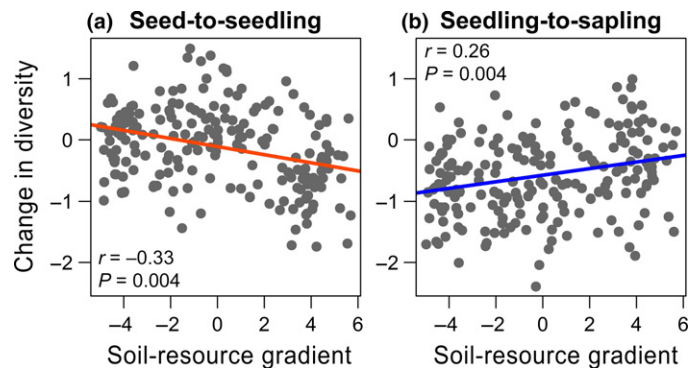 (a) Seed-to-seedling
(b) Seedling-to-sapling
Change in diversity
1
0
−1
−2
r = −0.33
P = 0.004
−4 −2 0 2 4 6
Soil-resource gradient
r = 0.26
P = 0.004
1
0
−1
−2
−4 −2 0 2 4 6
Soil-resource gradient